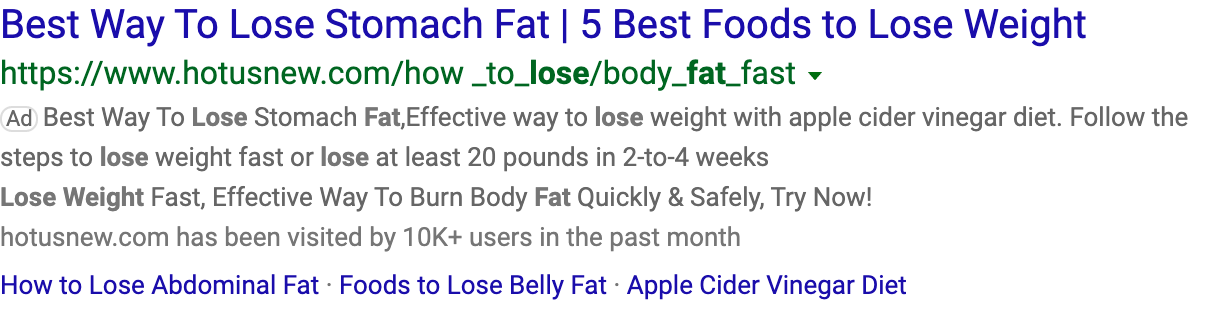 Best Way To Lose Stomach Fat | 5 Best Foods to Lose Weight
https://www.hotusnew.com/how _to_lose/body_fat_fast
Ad Best Way To Lose Stomach Fat,Effective way to lose weight with apple cider vinegar diet. Follow the
steps to lose weight fast or lose at least 20 pounds in 2-to-4 weeks
Lose Weight Fast, Effective Way To Burn Body Fat Quickly & Safely, Try Now!
hotusnew.com has been visited by 10K+ users in the past month
How to Lose Abdominal Fat · Foods to Lose Belly Fat · Apple Cider Vinegar Diet